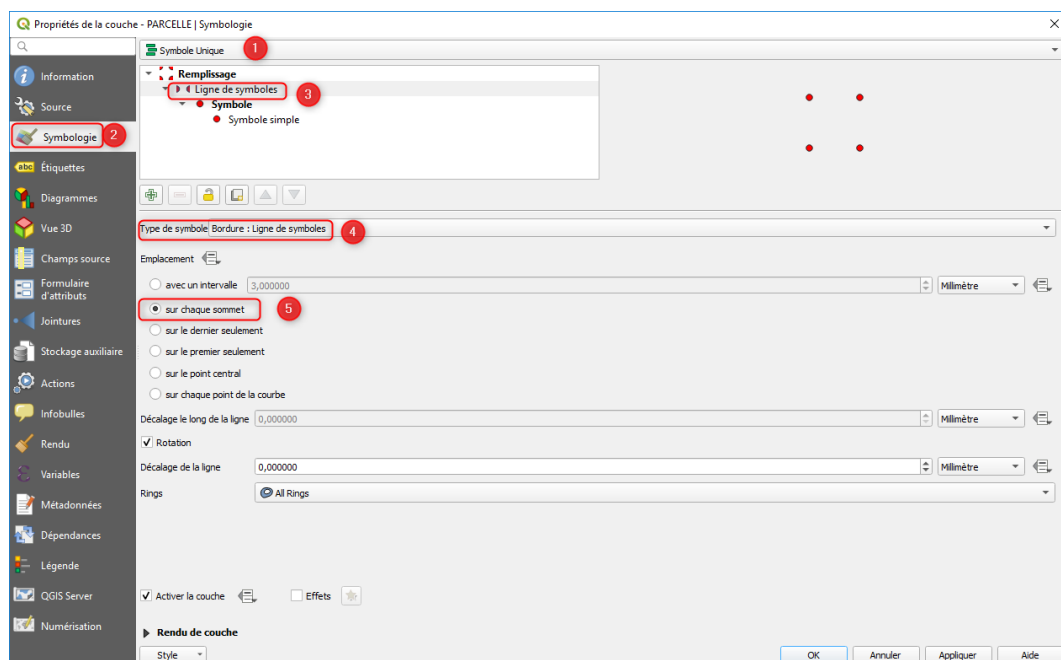 Propriétés de la couche - PARCELLE | Symbologie
Symbole Unique
1
Information
Source
Symbologie
2
Étiquettes
Diagrammes
Vue 3D
Champs source
Formulaire
d'attributs
Jointures
Stockage auxiliaire
Actions
Infobulles
Rendu
Variables
Métadonnées
Dépendances
Légende
QGIS Server
Numérisation
Remplissage
Ligne de symboles
3
Symbole
Symbole simple
Type de symbole Bordure : Ligne de symboles
4
Emplacement
avec un intervalle 3,000000 Millimètre
sur chaque sommet
5
sur le dernier seulement
sur le premier seulement
sur le point central
sur chaque point de la courbe
Décalage le long de la ligne 0,000000 Millimètre
Rotation
Décalage de la ligne 0,000000 Millimètre
Rings All Rings
Activer la couche Effets
Rendu de couche
Style OK Annuler Appliquer Aide
abc